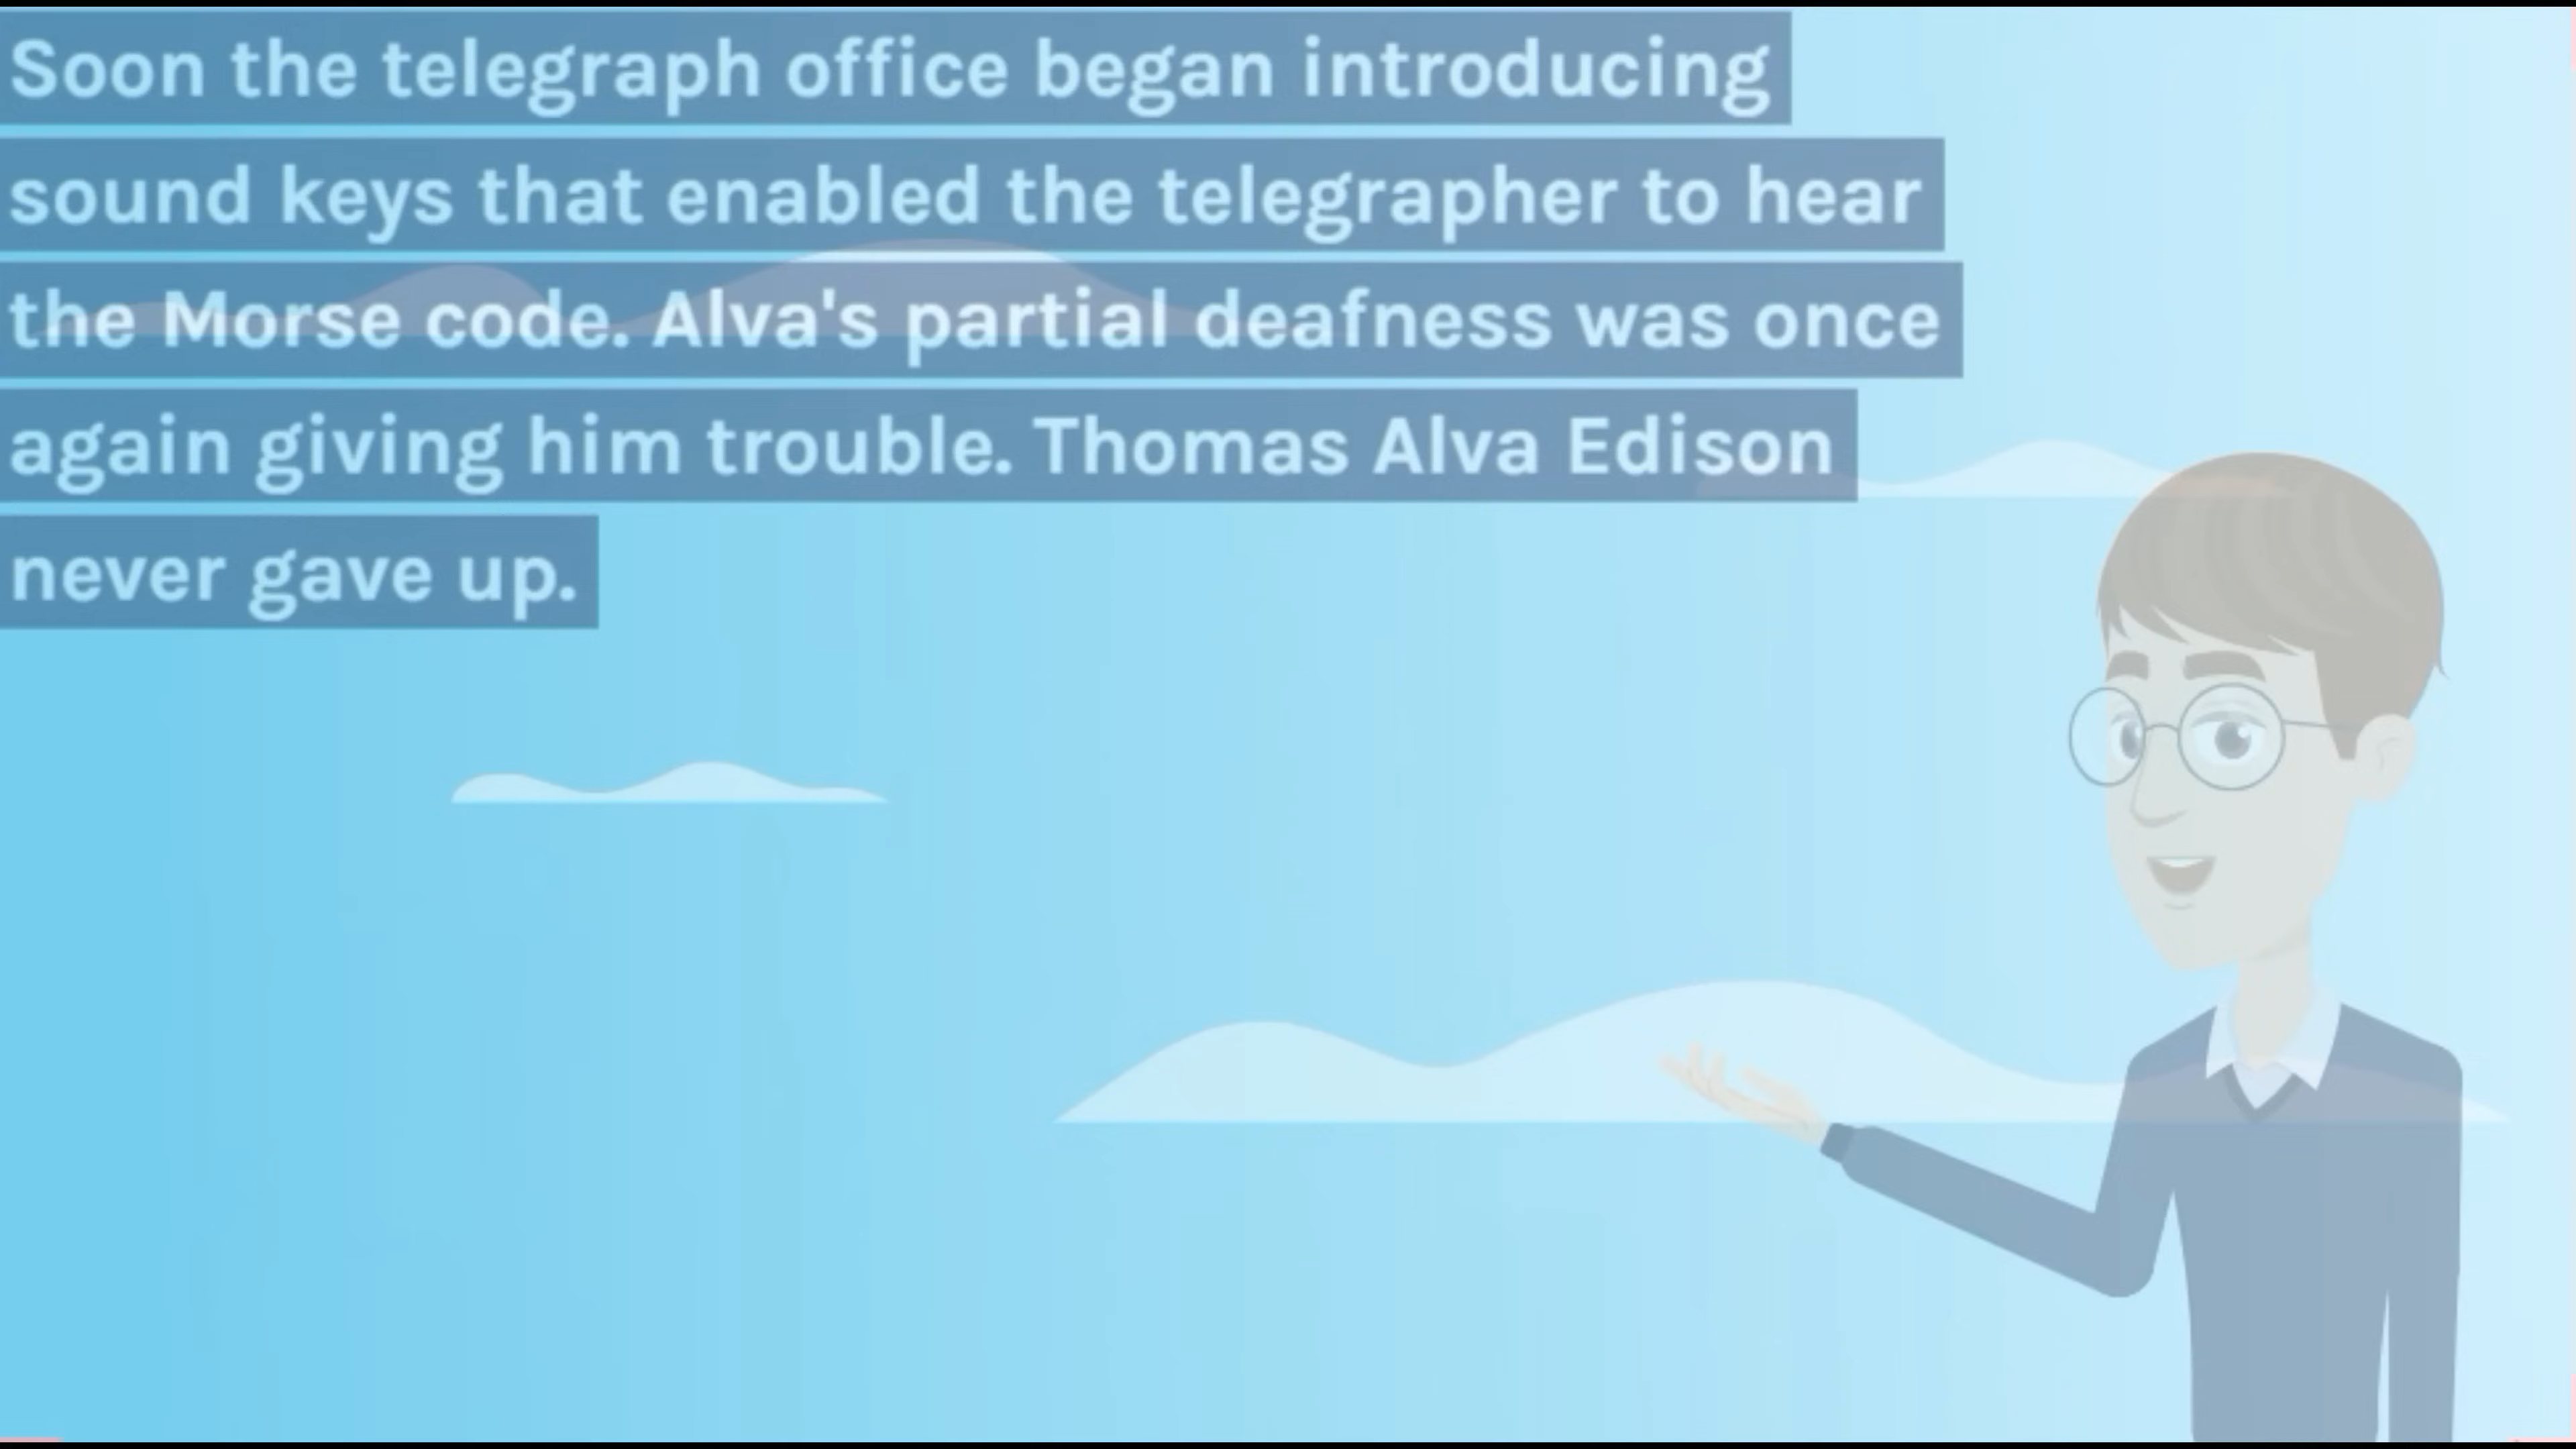 Soon the telegraph office began introducing
sound keys that enabled the telegrapher to hear
the Morse code. Alva's partial deafness was once
again giving him trouble. Thomas Alva Edison
never gave up.